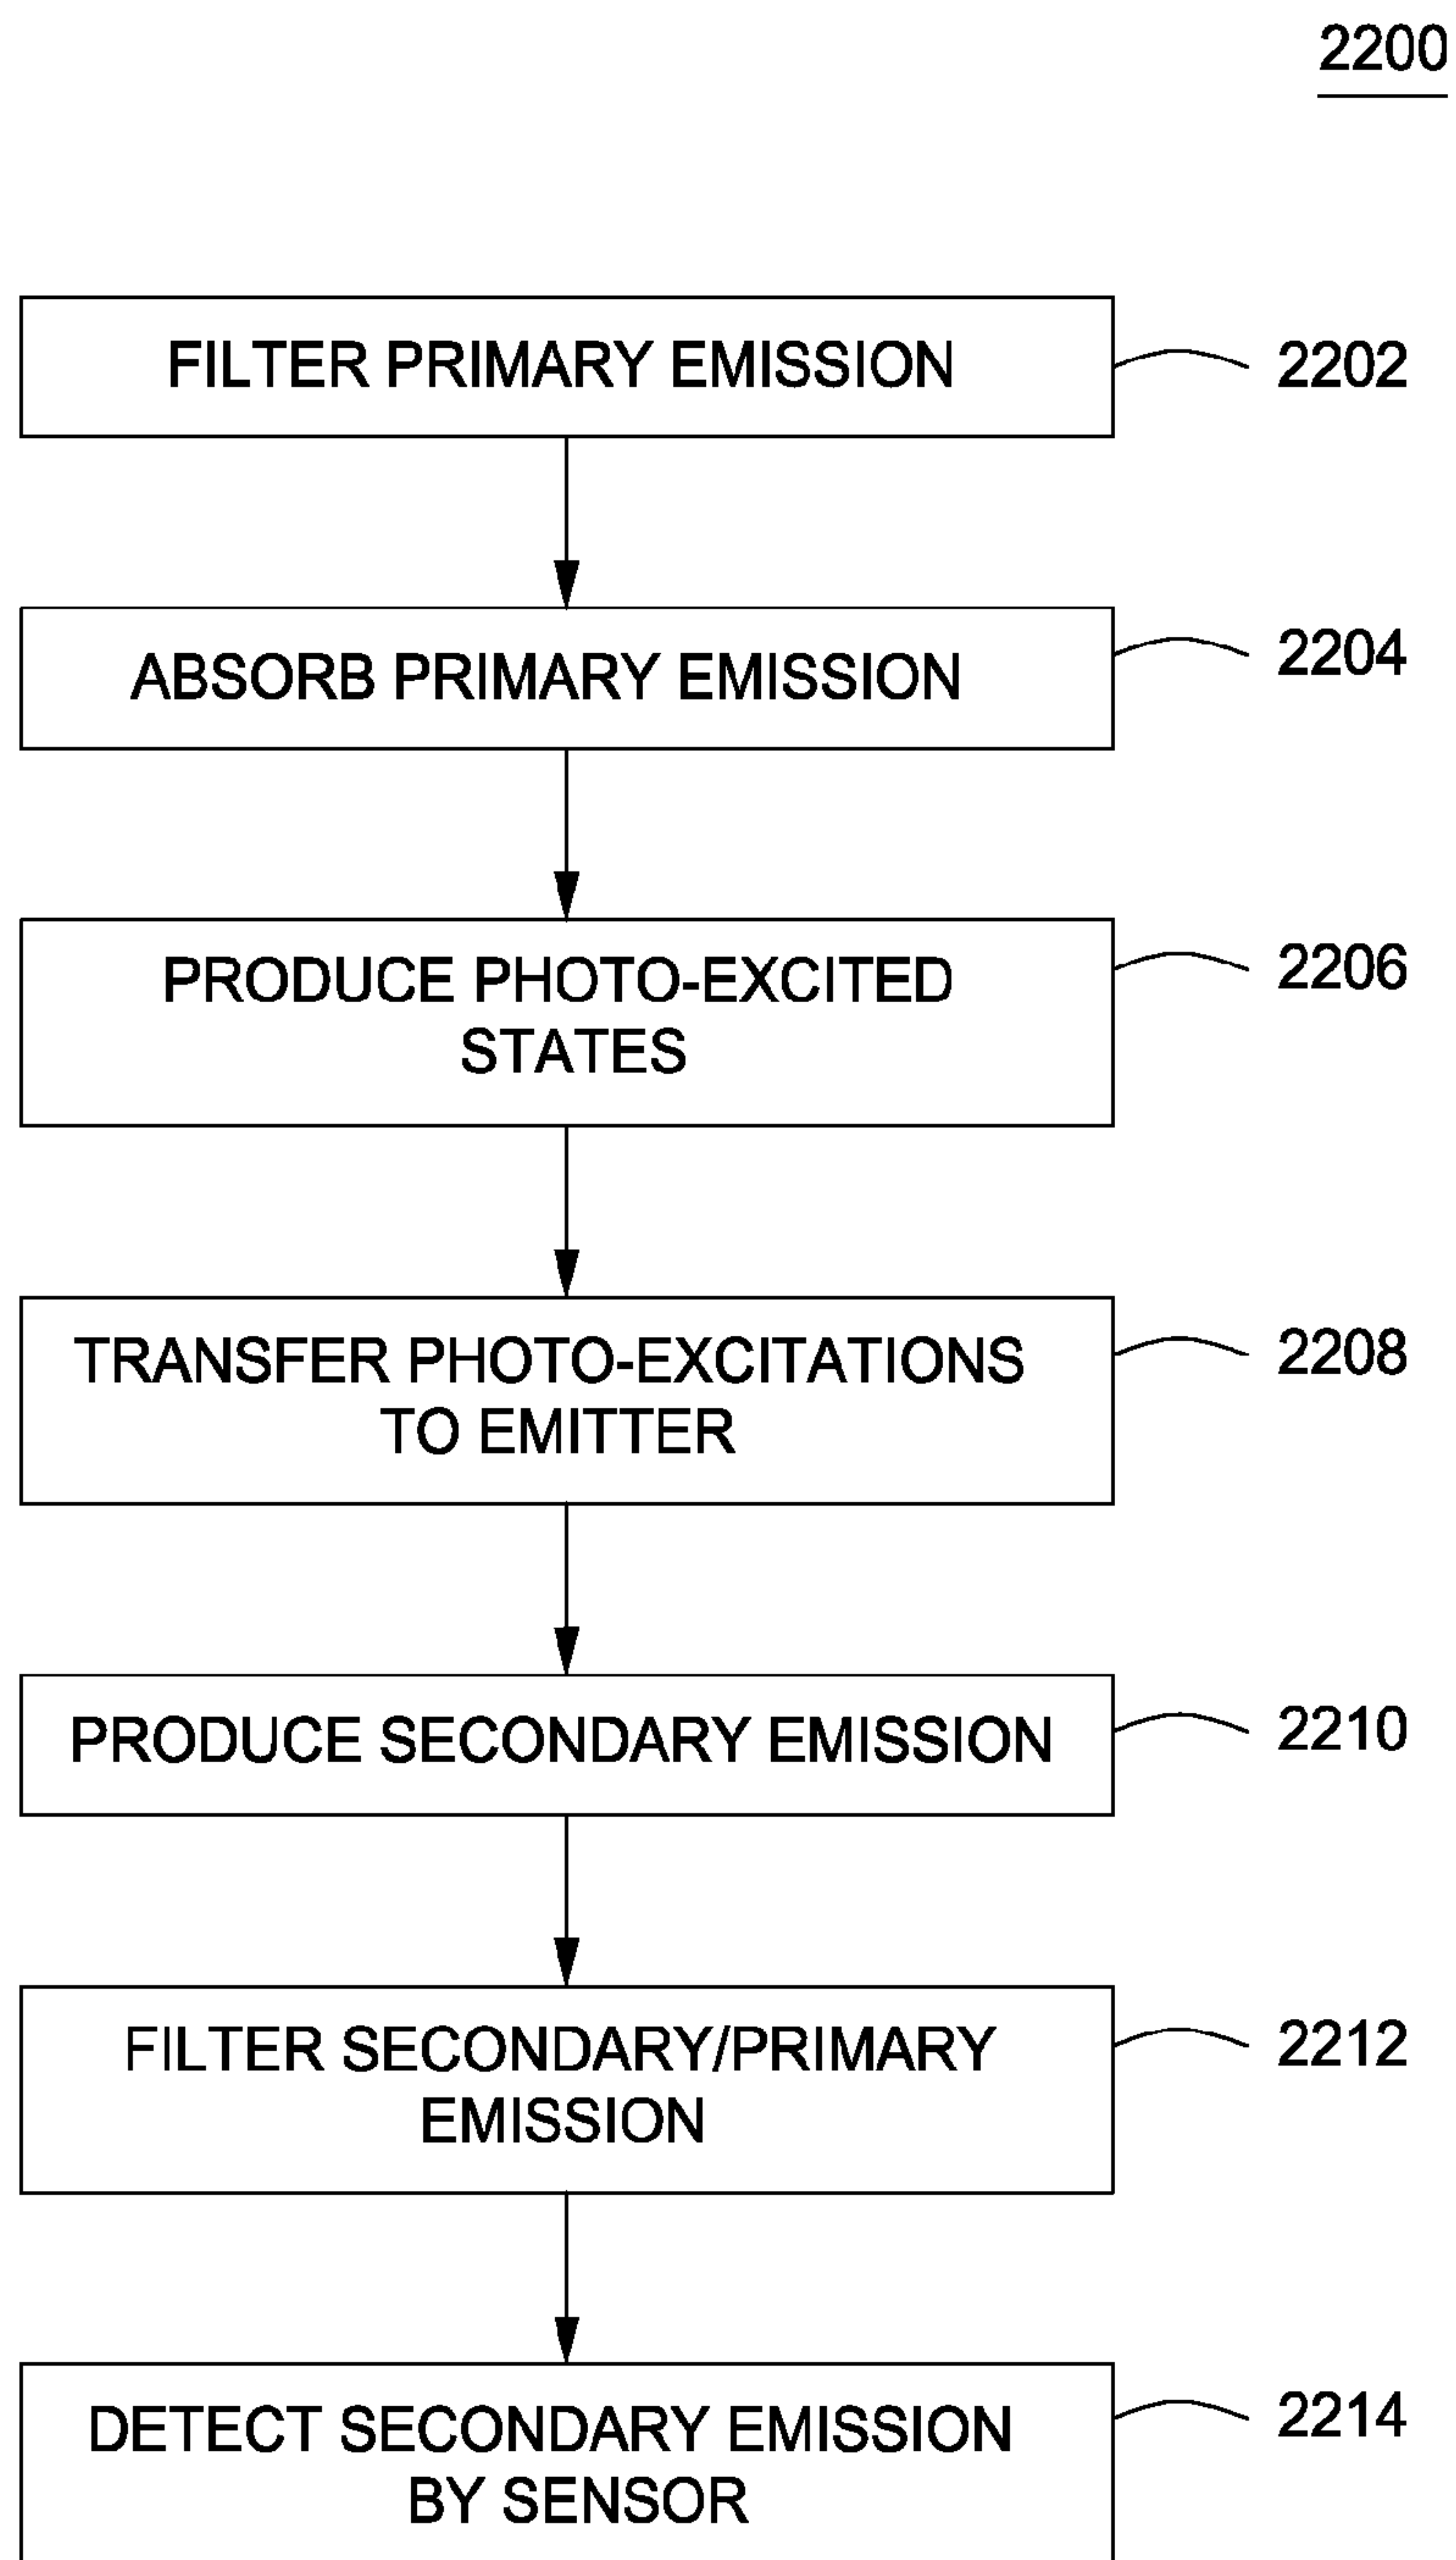 2200
FILTER PRIMARY EMISSION
2202
ABSORB PRIMARY EMISSION
2204
PRODUCE PHOTO-EXCITED
STATES
2206
TRANSFER PHOTO-EXCITATIONS
TO EMITTER
2208
PRODUCE SECONDARY EMISSION
2210
FILTER SECONDARY/PRIMARY
EMISSION
2212
DETECT SECONDARY EMISSION
BY SENSOR
2214